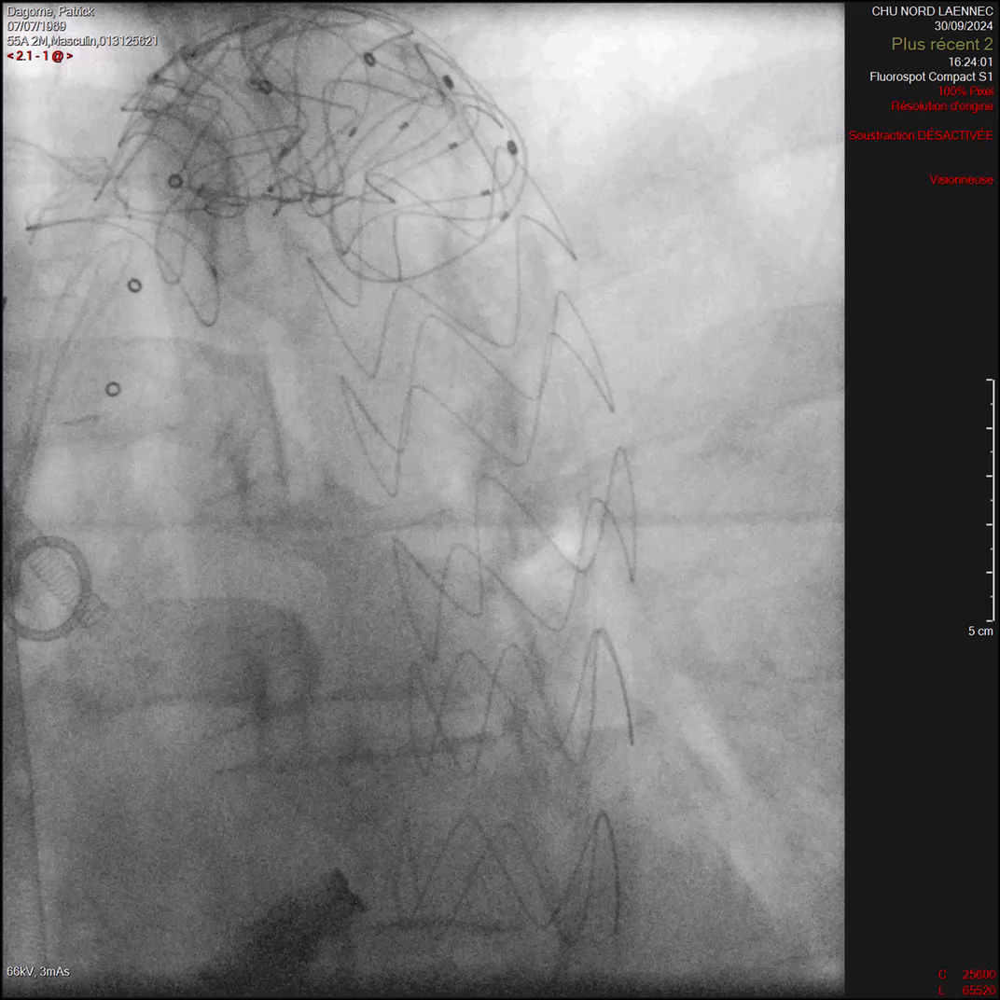 Dagorne, Patrick
07/07/1969
55A 2M,Masculin,013125621
< 2.1 - 1 @ >
CHU NORD LAENNEC
30/09/2024
Plus récent 2
16:24:01
Fluorospot Compact S1
100% Pixel
Résolution d'origine
Soustraction DÉSACTIVÉE
Visionneuse
5 cm
66kV, 3mAs
C 25600
L 65520